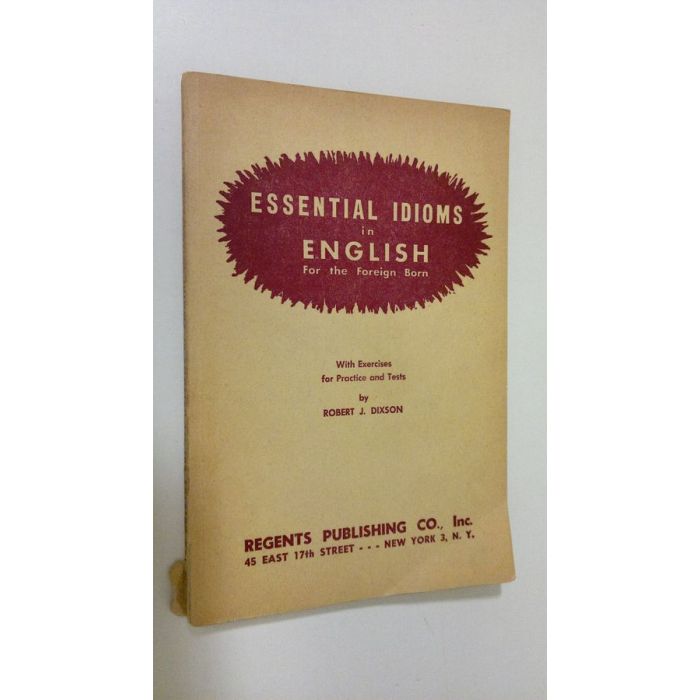 ESSENTIAL IDIOMS
in
ENGLISH
For the Foreign Born
With Exercises
for Practice and Tests
by
ROBERT J. DIXSON
REGENTS PUBLISHING CO., Inc.
45 EAST 17th STREET - - - NEW YORK 3, N. Y.